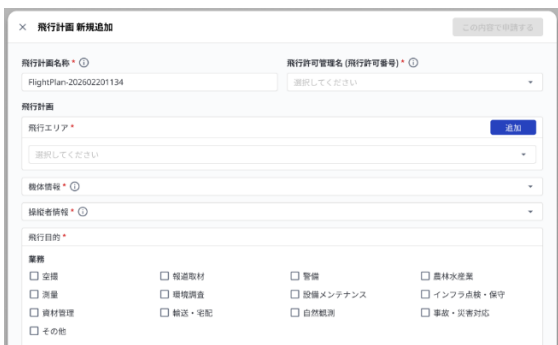 × 飛行計画 新規追加 この内容で申請する
飛行計画名称 * 飛行許可管理名 (飛行許可番号) *
FlightPlan-202602201134 選択してください
飛行計画
飛行エリア * 追加
選択してください
機体情報 *
操縦者情報 *
飛行目的 *
業務
空撮 報道取材 警備 農林水産業
測量 環境調査 設備メンテナンス インフラ点検・保守
資材管理 輸送・宅配 自然観測 事故・災害対応
その他